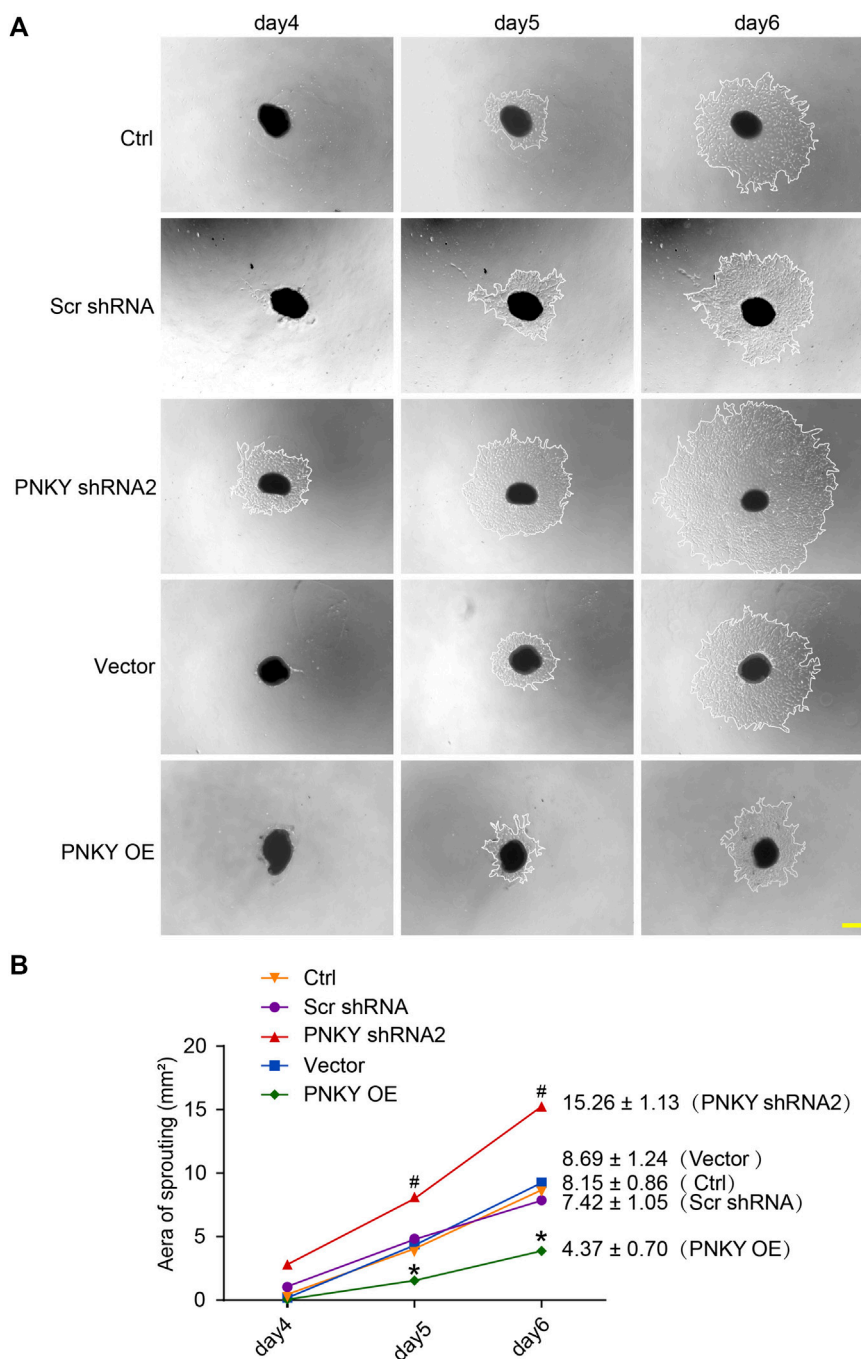 A
day4 day5 day6
Ctrl
Scr shRNA
PNKY shRNA2
Vector
PNKY OE
B
Ctrl
Scr shRNA
PNKY shRNA2
Vector
PNKY OE
Aera of sprouting (mm²)
20
15
10
5
0
#
#
*
*
15.26 ± 1.13 (PNKY shRNA2)
8.69 ± 1.24 (Vector)
8.15 ± 0.86 (Ctrl)
7.42 ± 1.05 (Scr shRNA)
4.37 ± 0.70 (PNKY OE)
day4 day5 day6